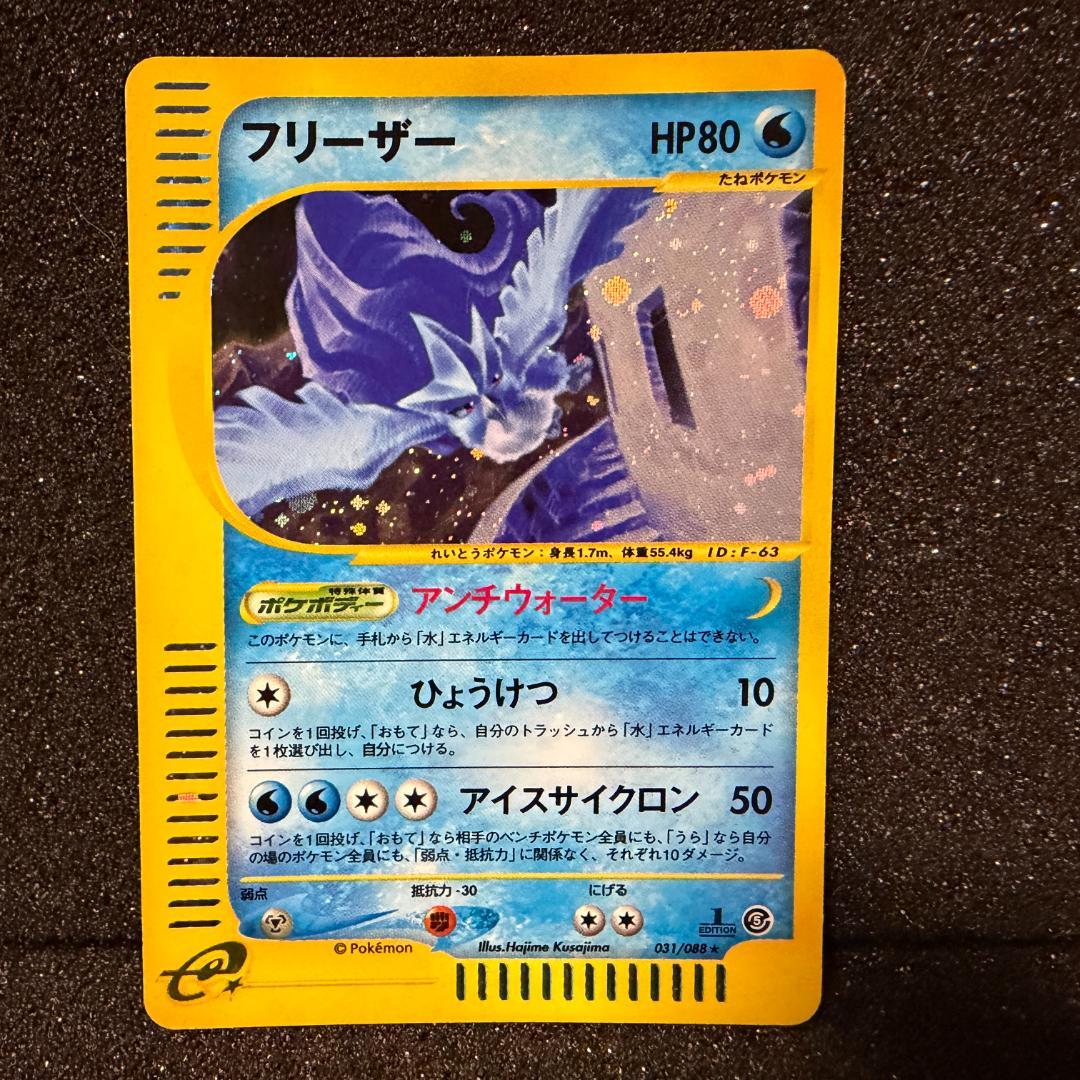 フリーザー HP80
たねポケモン
れいとうポケモン：身長1.7m、体重55.4kg ID：F-63
特殊体質
ポケボディー アンチウォーター
このポケモンに、手札から「水」エネルギーカードを出してつけることはできない。
ひょうけつ 10
コインを1回投げ、「おもて」なら、自分のトラッシュから「水」エネルギーカード
を1枚選び出し、自分につける。
アイスサイクロン 50
コインを1回投げ、「おもて」なら相手のベンチポケモン全員にも、「うら」なら自分
の場のポケモン全員にも、「弱点・抵抗力」に関係なく、それぞれ10ダメージ。
弱点 抵抗力 -30 にげる
1
EDITION
S
© Pokémon Illus.Hajime Kusajima 031/088★
e